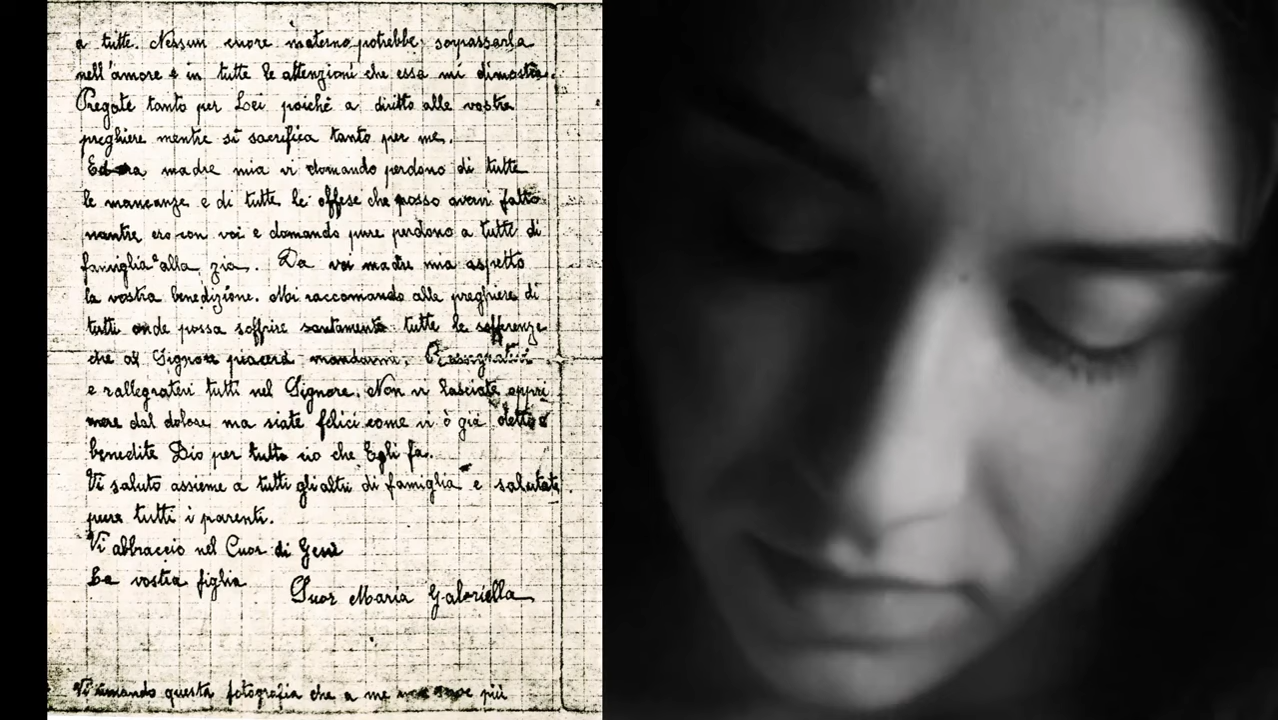 a tutte. Nessun cuore materno potrebbe sorpassarla
nell'amore e in tutte le attenzioni che essa mi dimostra.
Pregate tanto per Lei poiché a diritto alle vostre
preghiere mentre si sacrifica tanto per me.
Ed ora madre mia vi domando perdono di tutte
le mancanze e di tutte le offese che posso avervi fatto
mentre ero con voi e domando pure perdono a tutti di
famiglia e alla zia. Da voi madre mia aspetto
la vostra benedizione. Mi raccomando alle preghiere di
tutti onde possa soffrire santamente tutte le sofferenze
che al Signore piacerà mandarmi. Rassegnatevi
e rallegratevi tutti nel Signore. Non vi lasciate oppri
mere dal dolore ma siate felici come vi ò già detto e
benedite Dio per tutto ciò che Egli fa.
Vi saluto assieme a tutti gli altri di famiglia e salutate
pure tutti i parenti.
Vi abbraccio nel Cuor di Gesù
La vostra figlia
Suor Maria Gabriella
Vi rimando questa fotografia che a me non più